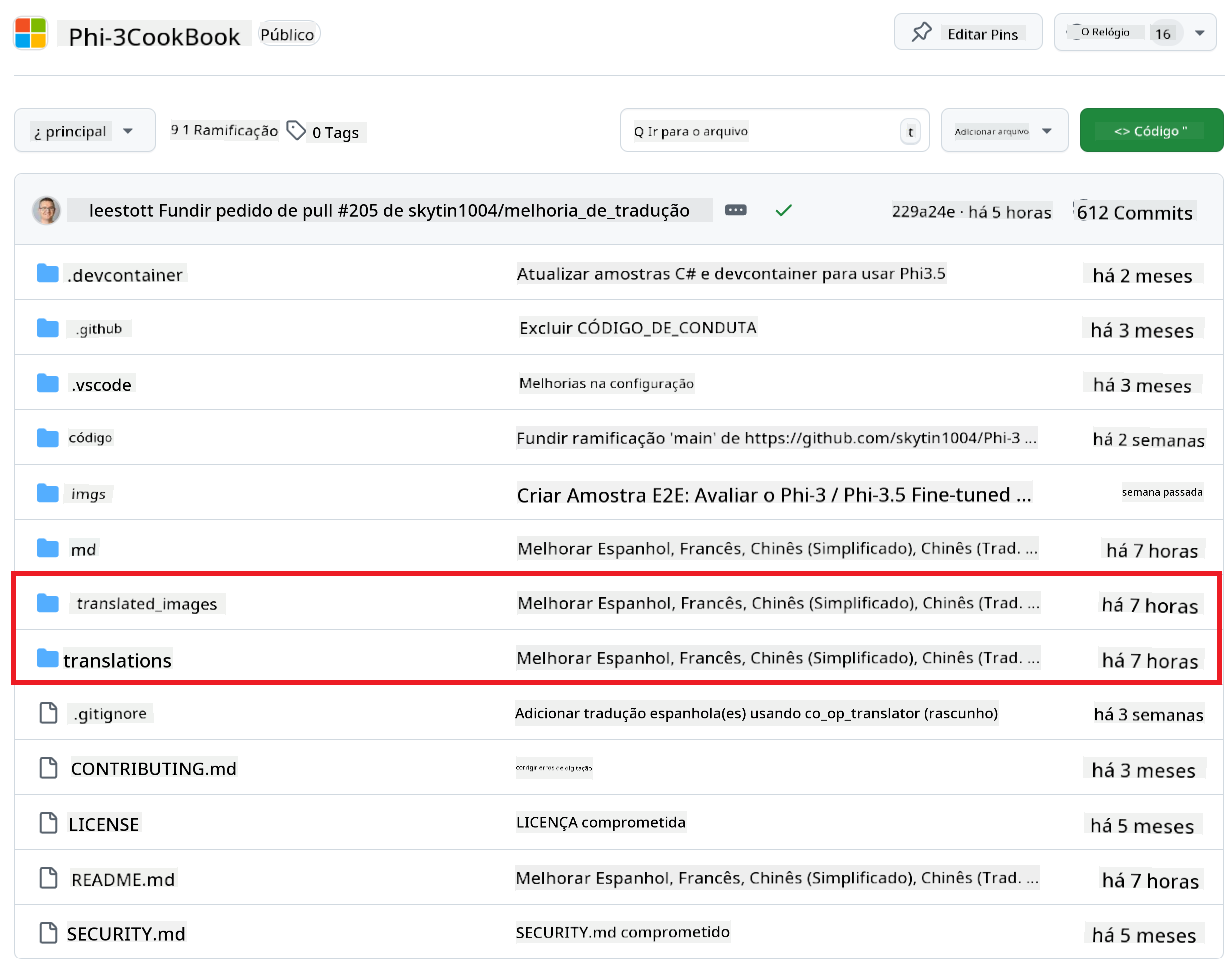 Phi-3CookBook Público Editar Pins O Relógio 16
¿ principal 9 1 Ramificação 0 Tags Q Ir para o arquivo t Adicionar arquivo <> Código "
leestott Fundir pedido de pull #205 de skytin1004/melhoria_de_tradução 229a24e · há 5 horas 612 Commits
.devcontainer Atualizar amostras C# e devcontainer para usar Phi3.5 há 2 meses
.github Excluir CÓDIGO_DE_CONDUTA há 3 meses
.vscode Melhorias na configuração há 3 meses
código Fundir ramificação 'main' de https://github.com/skytin1004/Phi-3 ... há 2 semanas
imgs Criar Amostra E2E: Avaliar o Phi-3 / Phi-3.5 Fine-tuned ... semana passada
md Melhorar Espanhol, Francês, Chinês (Simplificado), Chinês (Trad. ... há 7 horas
translated_images Melhorar Espanhol, Francês, Chinês (Simplificado), Chinês (Trad. ... há 7 horas
translations Melhorar Espanhol, Francês, Chinês (Simplificado), Chinês (Trad. ... há 7 horas
.gitignore Adicionar tradução espanhola(es) usando co_op_translator (rascunho) há 3 semanas
CONTRIBUTING.md corrigir erros de digitação há 3 meses
LICENSE LICENÇA comprometida há 5 meses
README.md Melhorar Espanhol, Francês, Chinês (Simplificado), Chinês (Trad. ... há 7 horas
SECURITY.md SECURITY.md comprometido há 5 meses